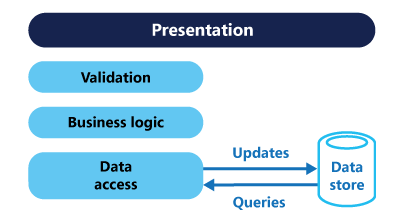 Presentation
Validation
Business logic
Data
access
Updates
Queries
Data
store